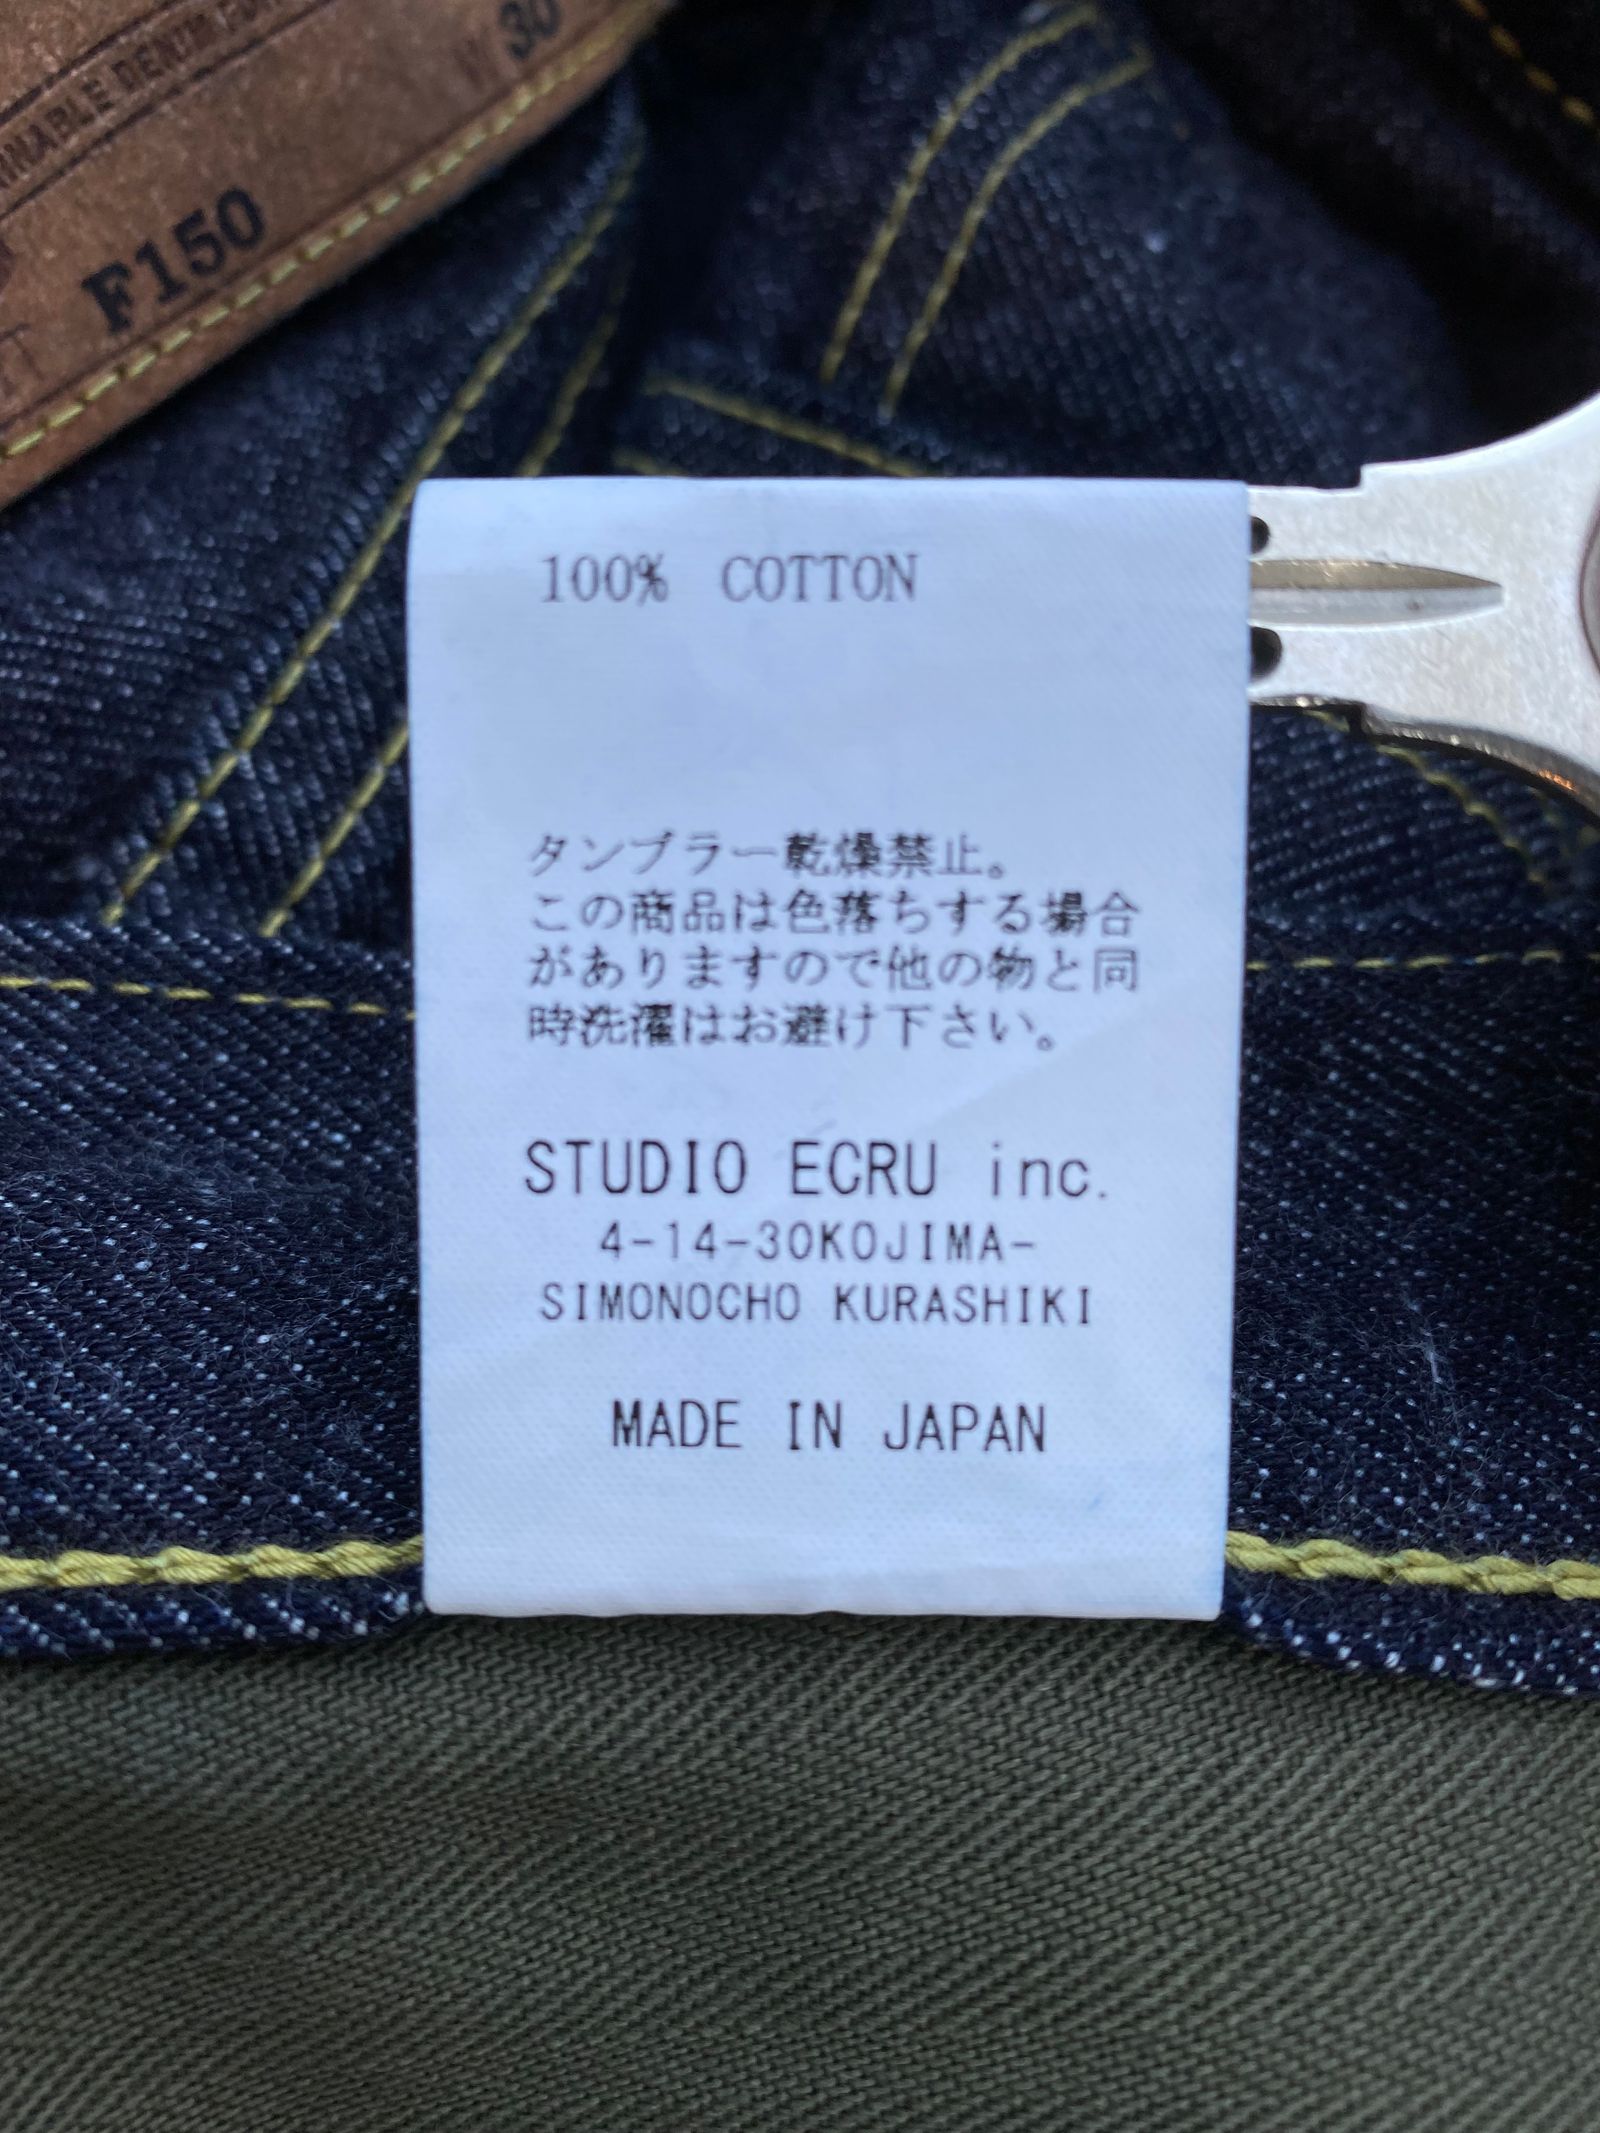 DENIM
W 30
F150
100% COTTON
タンブラー乾燥禁止。
この商品は色落ちする場合
がありますので他の物と同
時洗濯はお避け下さい。
STUDIO ECRU inc.
4-14-30KOJIMA-
SIMONOCHO KURASHIKI
MADE IN JAPAN